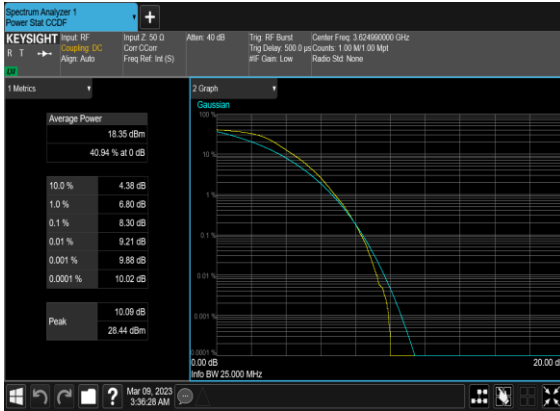 Spectrum Analyzer 1
Power Stat CCDF
+
KEYSIGHT
R T
Input: RF
Coupling: DC
Align: Auto
Input Z: 50 Ω
Corr CCorr
Freq Ref: Int (S)
Atten: 40 dB
Trig: RF Burst
Trig Delay: 500.0 µs
#IF Gain: Low
Center Freq: 3.624990000 GHz
Counts: 1.00 M/1.00 Mpt
Radio Std: None
1 Metrics
Average Power
18.35 dBm
40.94 % at 0 dB
10.0 % 4.38 dB
1.0 % 6.80 dB
0.1 % 8.30 dB
0.01 % 9.21 dB
0.001 % 9.88 dB
0.0001 % 10.02 dB
Peak
10.09 dB
28.44 dBm
2 Graph
Gaussian
100 %
10 %
1 %
0.1 %
0.01 %
0.001 %
0.0001 %
0.00 dB
20.00 d
Info BW 25.000 MHz
?
Mar 09, 2023
3:36:28 AM